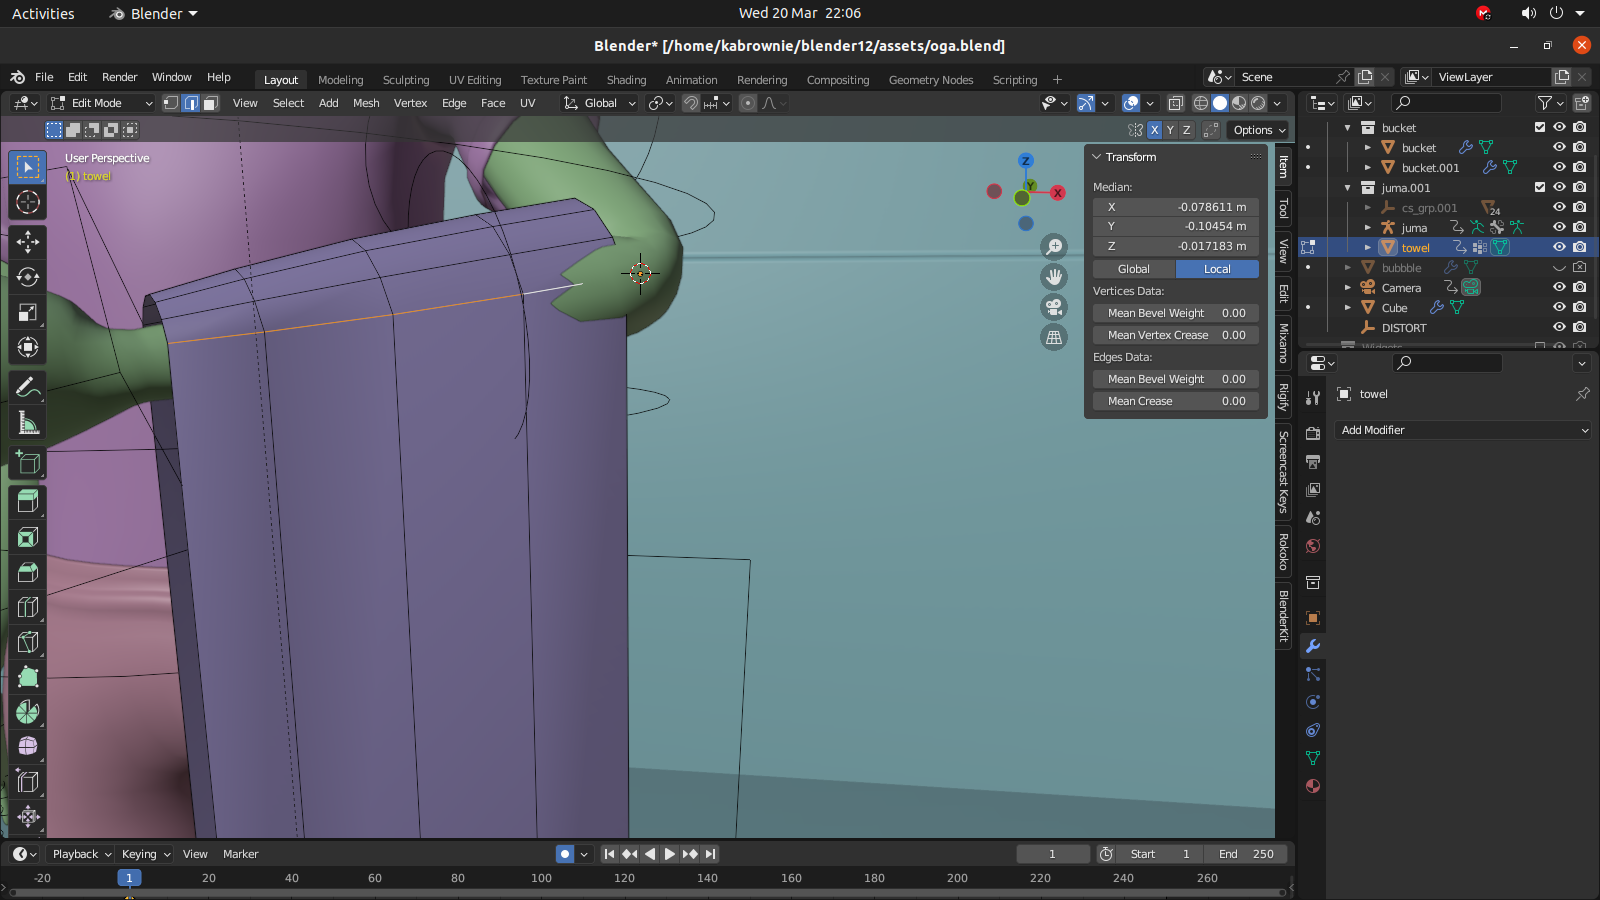 Activities
Blender
Wed 20 Mar 22:06
Blender* [/home/kabrownie/blender12/assets/oga.blend]
File Edit Render Window Help
Layout Modeling Sculpting UV Editing Texture Paint Shading Animation Rendering Compositing Geometry Nodes Scripting +
Scene
ViewLayer
Edit Mode
View Select Add Mesh Vertex Edge Face UV
Global
X Y Z
Options
User Perspective
(1) towel
Z
Y
X
Transform
Median:
X -0.078611 m
Y -0.10454 m
Z -0.017183 m
Global Local
Vertices Data:
Mean Bevel Weight 0.00
Mean Vertex Crease 0.00
Edges Data:
Mean Bevel Weight 0.00
Mean Crease 0.00
Item
Tool
View
Edit
Mixamo
Rigify
Screencast Keys
Rokoko
BlenderKit
bucket
bucket
bucket.001
juma.001
cs_grp.001
24
juma
towel
bubble
Camera
Cube
DISTORT
Widgets
towel
Add Modifier
Playback Keying View Marker
1
Start 1
End 250
-20 1 20 40 60 80 100 120 140 160 180 200 220 240 260